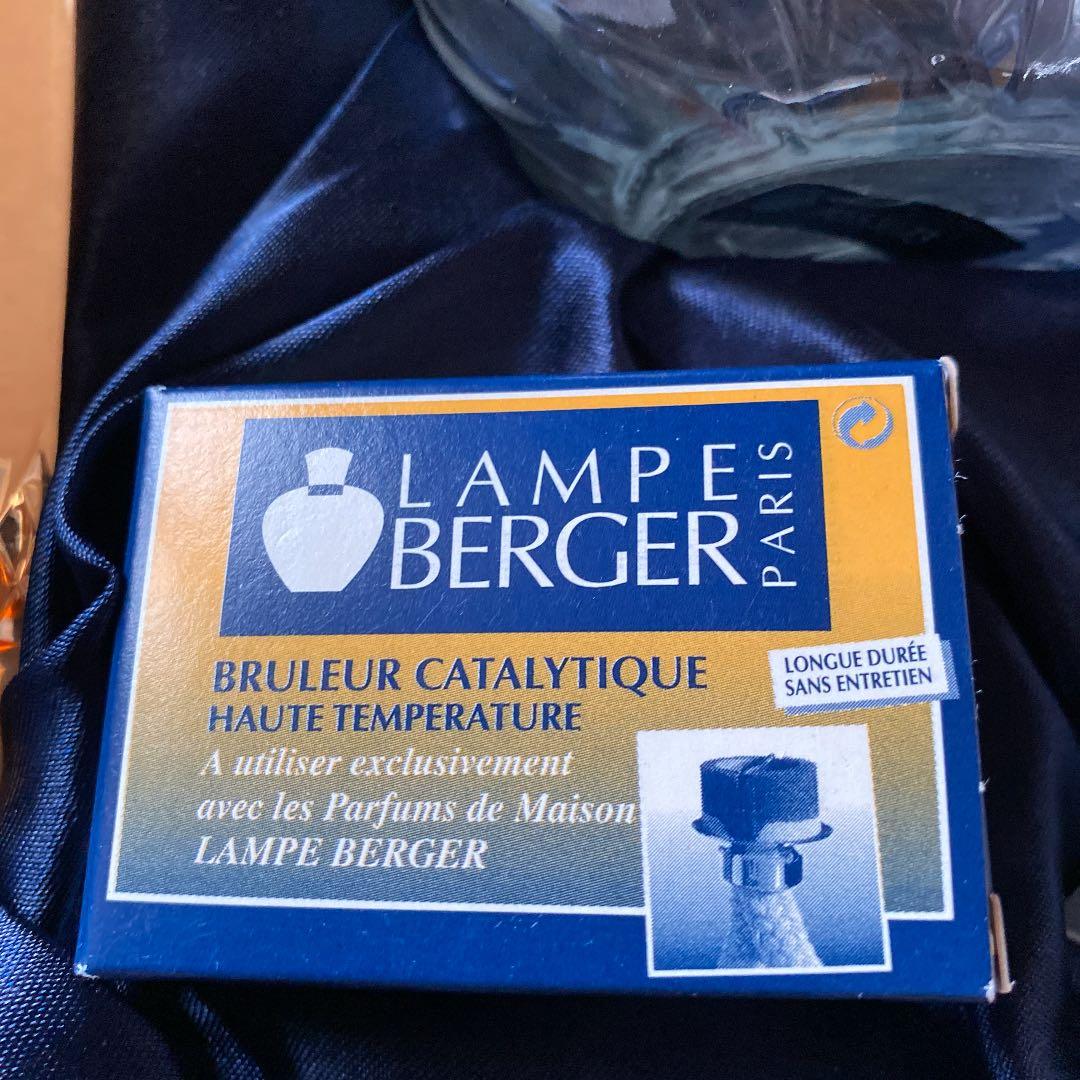 LAMPE
BERGER
PARIS
BRULEUR CATALYTIQUE
HAUTE TEMPERATURE
LONGUE DURÉE
SANS ENTRETIEN
A utiliser exclusivement
avec les Parfums de Maison
LAMPE BERGER